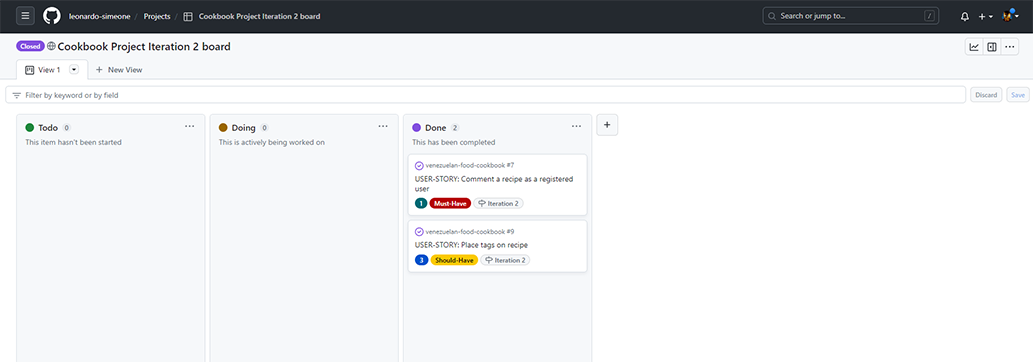 leonardo-simeone / Projects / Cookbook Project Iteration 2 board
Search or jump to... /
Closed Cookbook Project Iteration 2 board
View 1
+ New View
Filter by keyword or by field
Discard
Save
Todo 0
This item hasn't been started
Doing 0
This is actively being worked on
Done 2
This has been completed
venezuelan-food-cookbook #7
USER-STORY: Comment a recipe as a registered
user
1 Must-Have Iteration 2
venezuelan-food-cookbook #9
USER-STORY: Place tags on recipe
3 Should-Have Iteration 2